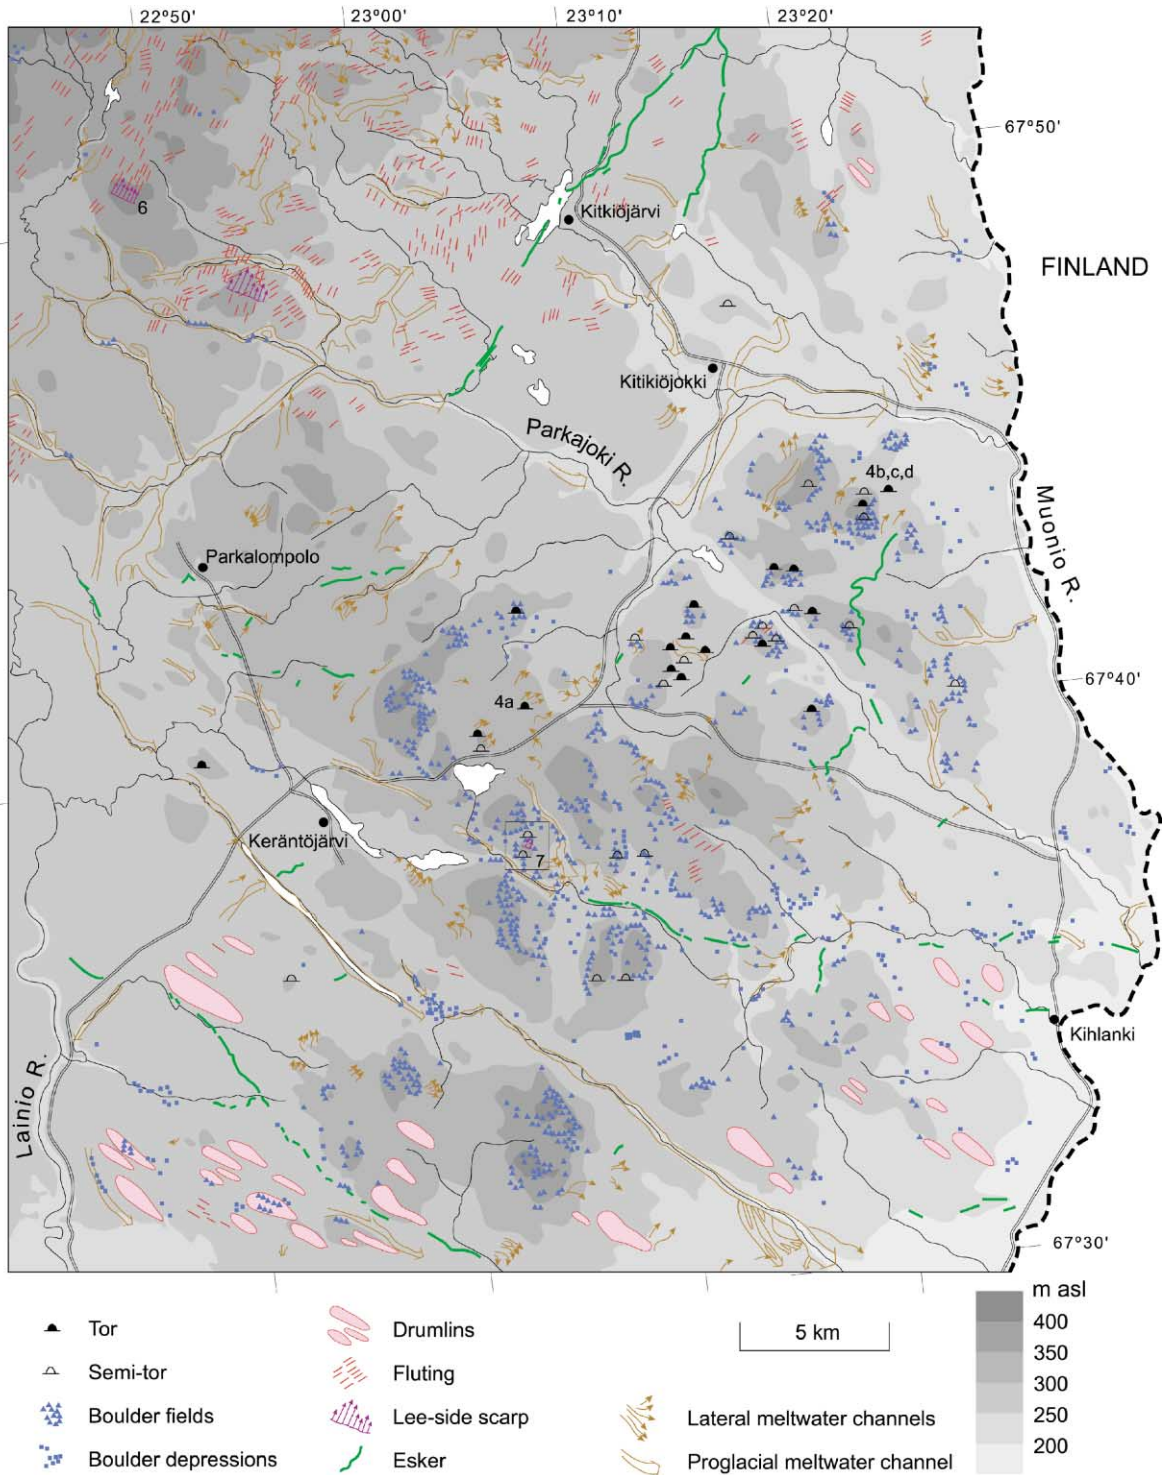 22°50' 23°00' 23°10' 23°20'
67°50'
6
Kitkiöjärvi
FINLAND
Kitikiöjokki
Parkajoki R.
4b,c,d
Muonio R.
Parkalompolo
67°40'
4a
Keräntöjärvi
7
Kihlanki
Lainio R.
67°30'
m asl
Tor
Drumlins
5 km
400
Semi-tor
Fluting
350
300
Boulder fields
Lee-side scarp
Lateral meltwater channels
250
Boulder depressions
Esker
Proglacial meltwater channel
200